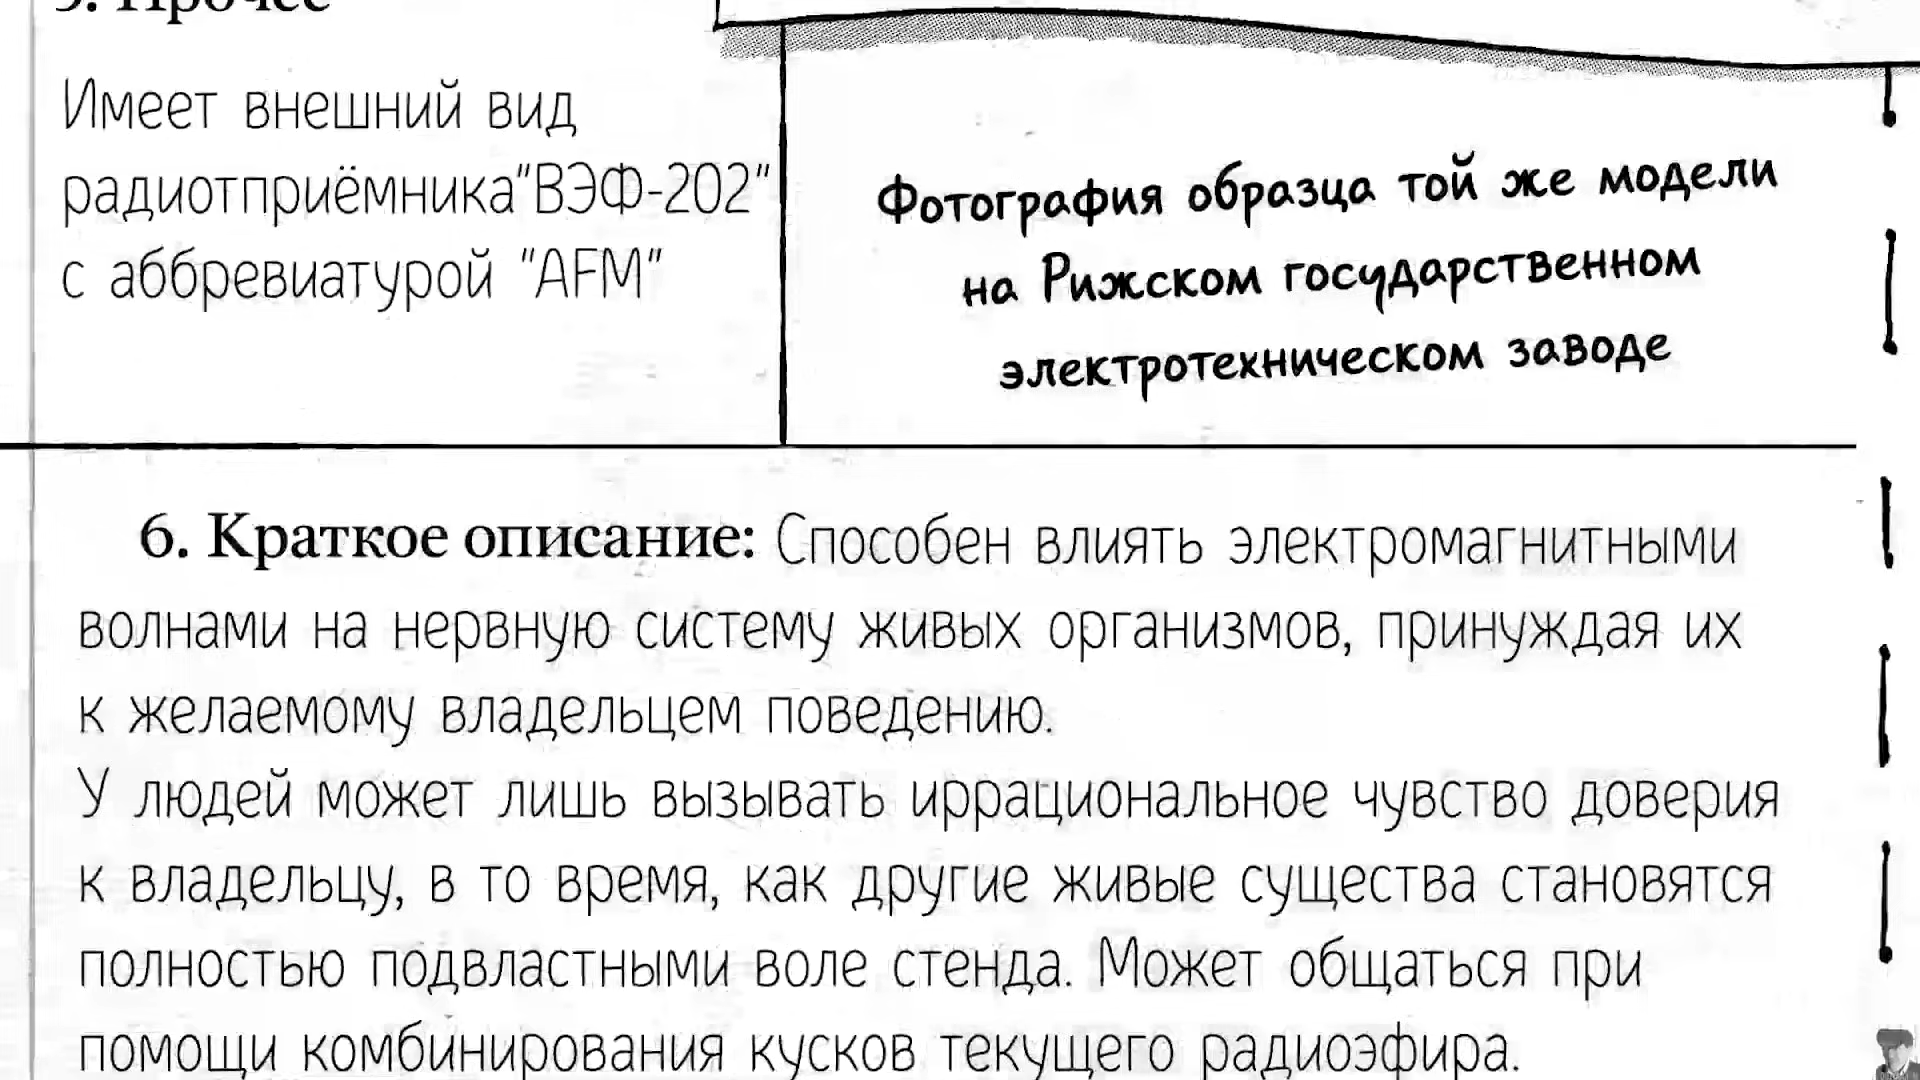 5. Прочее
Имеет внешний вид
радиотприёмника"ВЭФ-202"
с аббревиатурой "AFM"
Фотография образца той же модели
на Рижском государственном
электротехническом заводе
6. Краткое описание: Способен влиять электромагнитными
волнами на нервную систему живых организмов, принуждая их
к желаемому владельцем поведению.
У людей может лишь вызывать иррациональное чувство доверия
к владельцу, в то время, как другие живые существа становятся
полностью подвластными воле стенда. Может общаться при
помощи комбинирования кусков текущего радиоэфира.